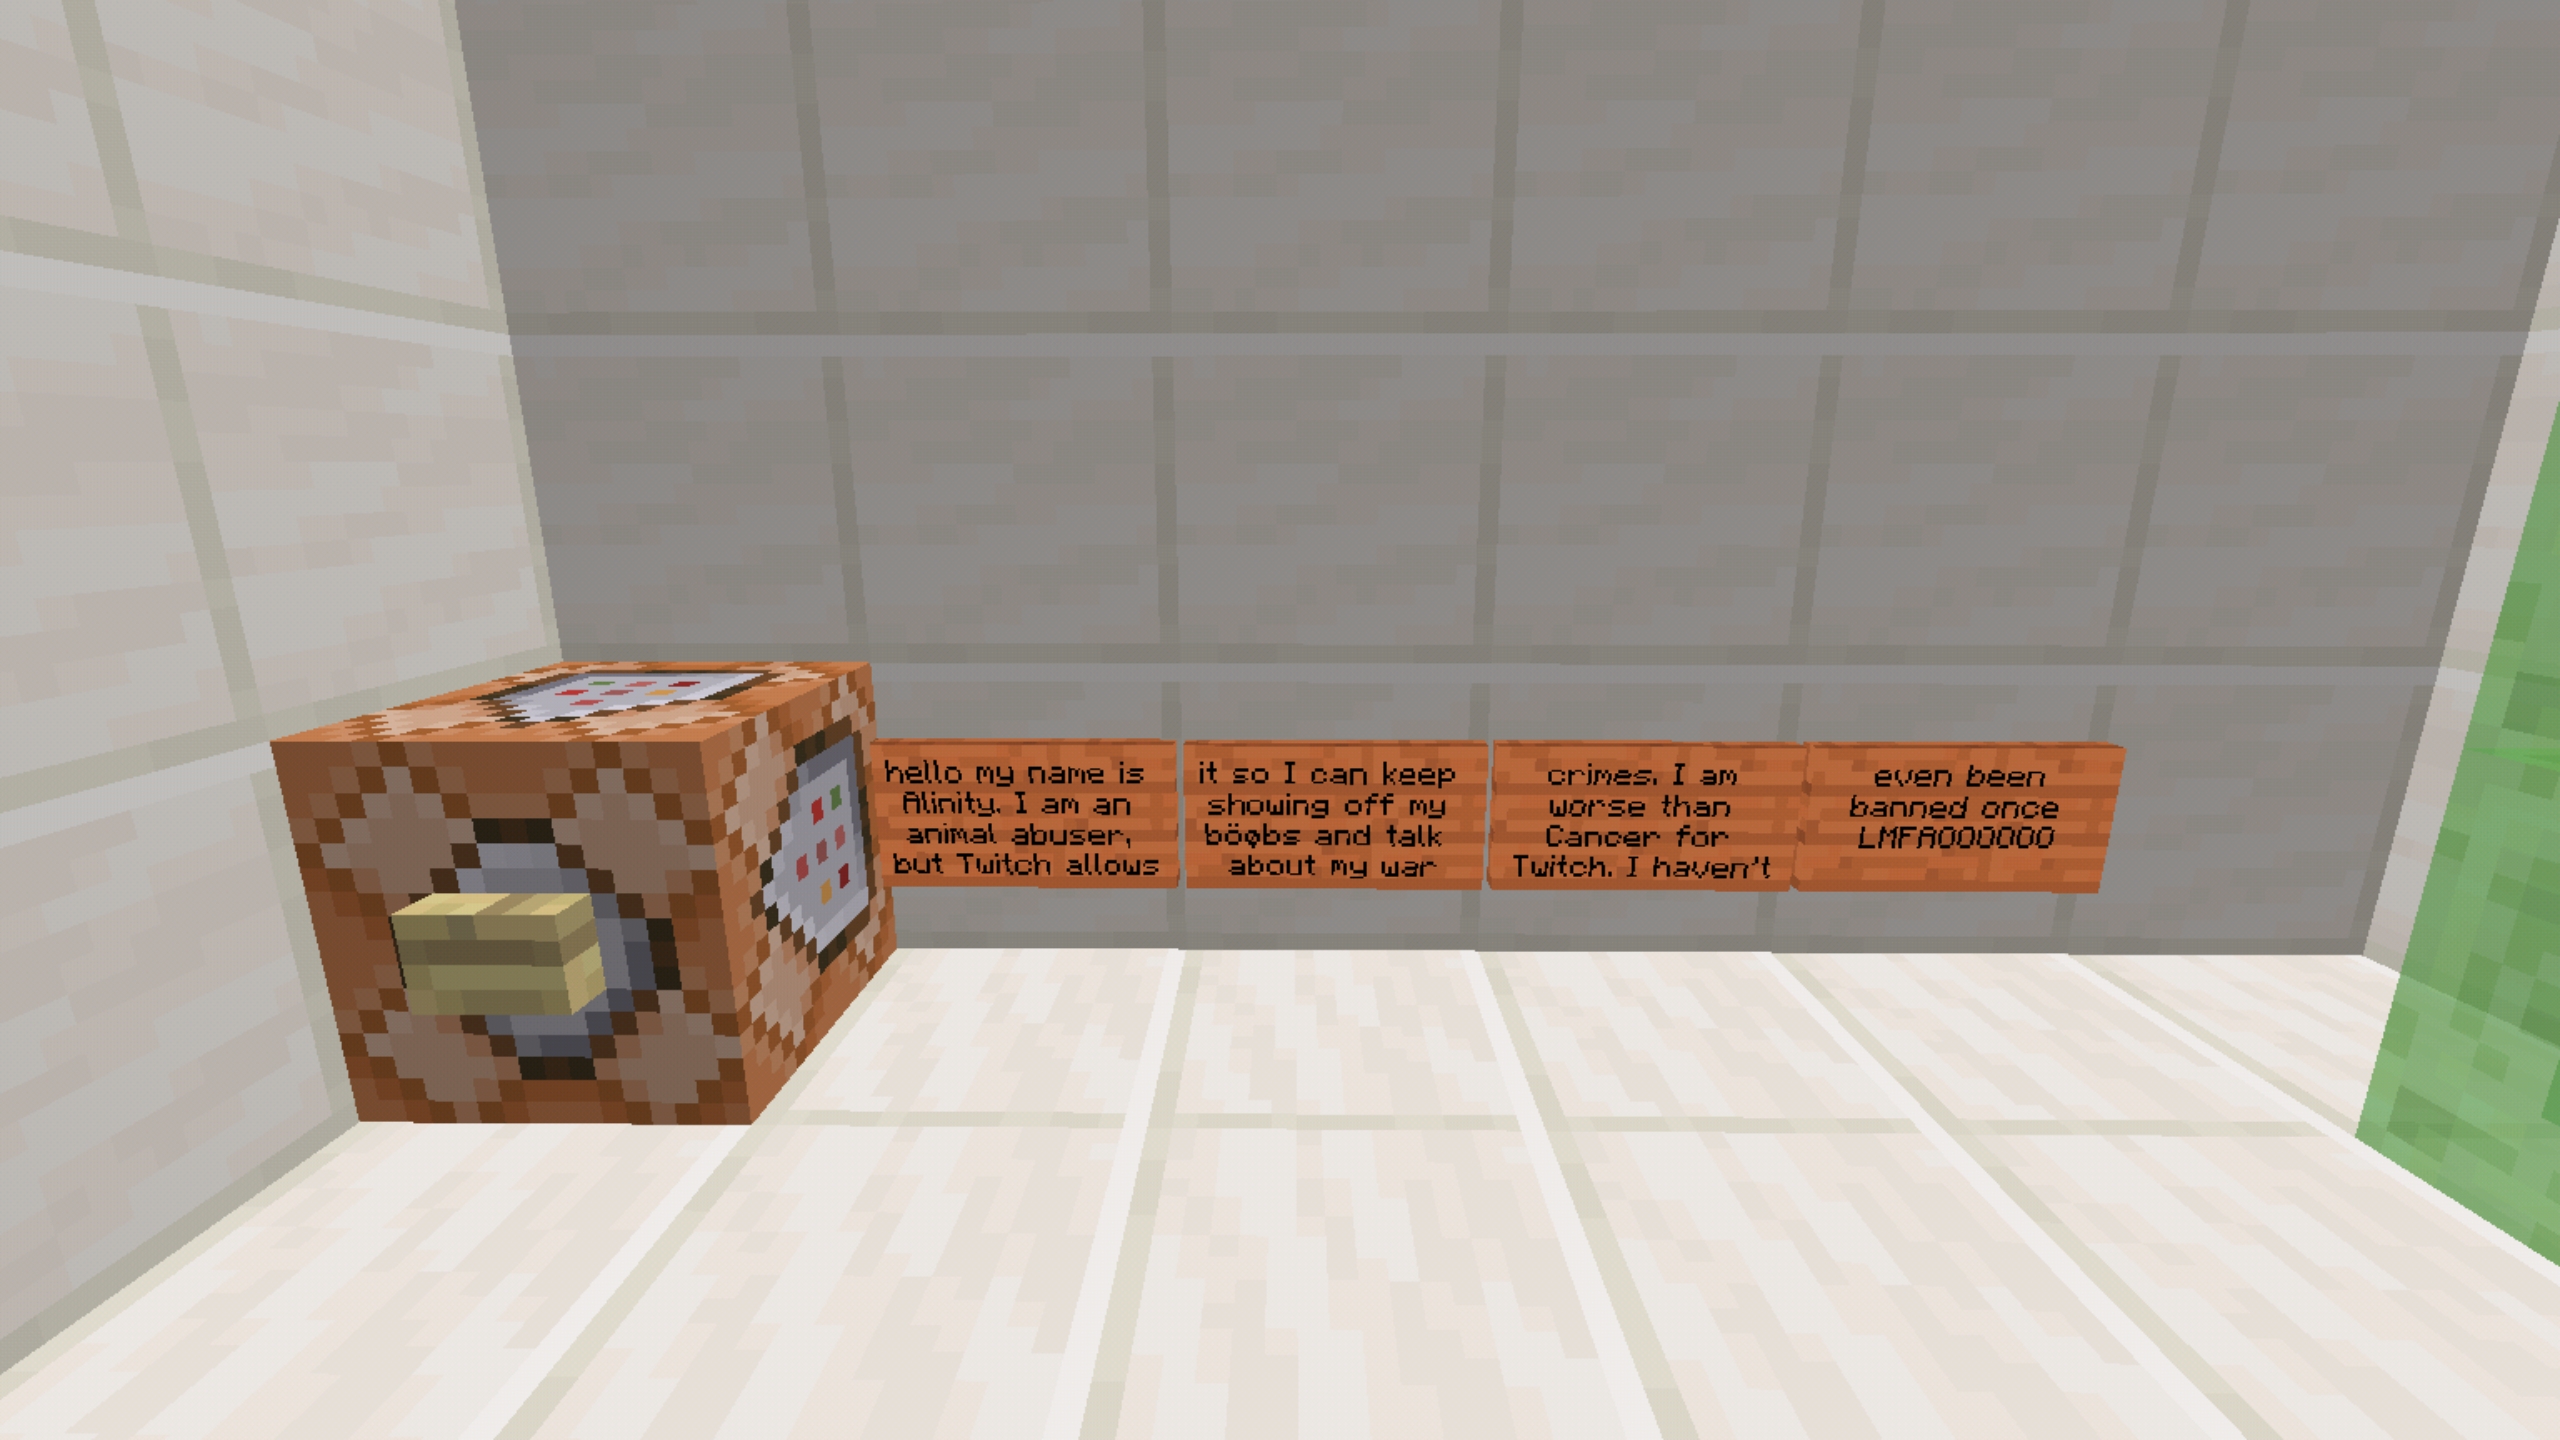 hello my name is
Alinity. I am an
animal abuser,
but Twitch allows
it so I can keep
showing off my
böǫbs and talk
about my war
crimes. I am
worse than
Cancer for
Twitch. I haven't
even been
banned once
LMFAOOOOOO